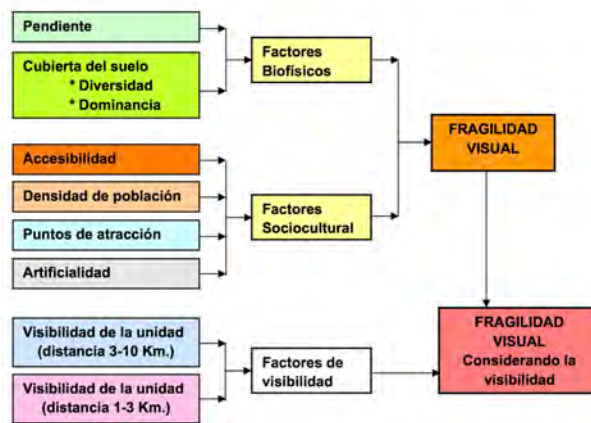 Pendiente
Cubierta del suelo
* Diversidad
* Dominancia
Factores
Biofísicos
FRAGILIDAD
VISUAL
Accesibilidad
Densidad de población
Puntos de atracción
Artificialidad
Factores
Sociocultural
Visibilidad de la unidad
(distancia 3-10 Km.)
Visibilidad de la unidad
(distancia 1-3 Km.)
Factores de
visibilidad
FRAGILIDAD
VISUAL
Considerando la
visibilidad